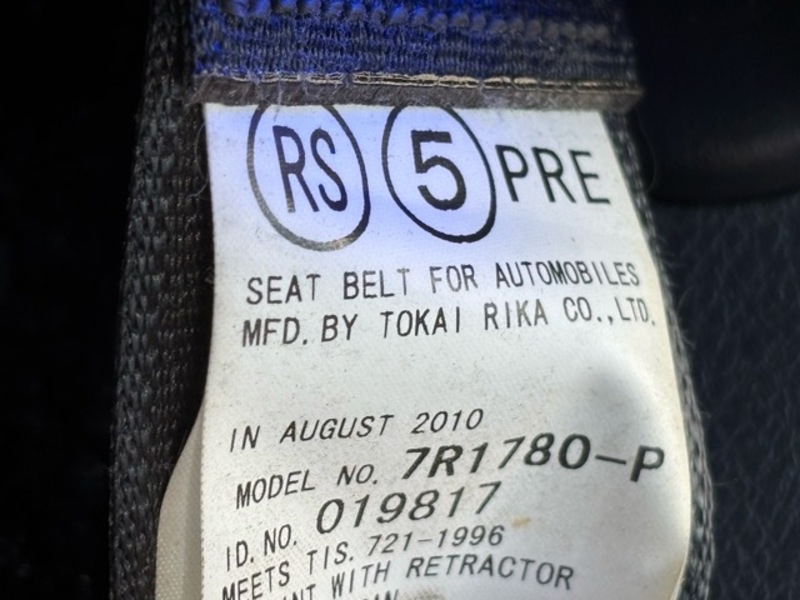 RS 5 PRE
SEAT BELT FOR AUTOMOBILES
MFD. BY TOKAI RIKA CO.,LTD.
IN AUGUST 2010
MODEL NO. 7R1780-P
ID. NO. 019817
MEETS TIS. 721-1996
WITH RETRACTOR